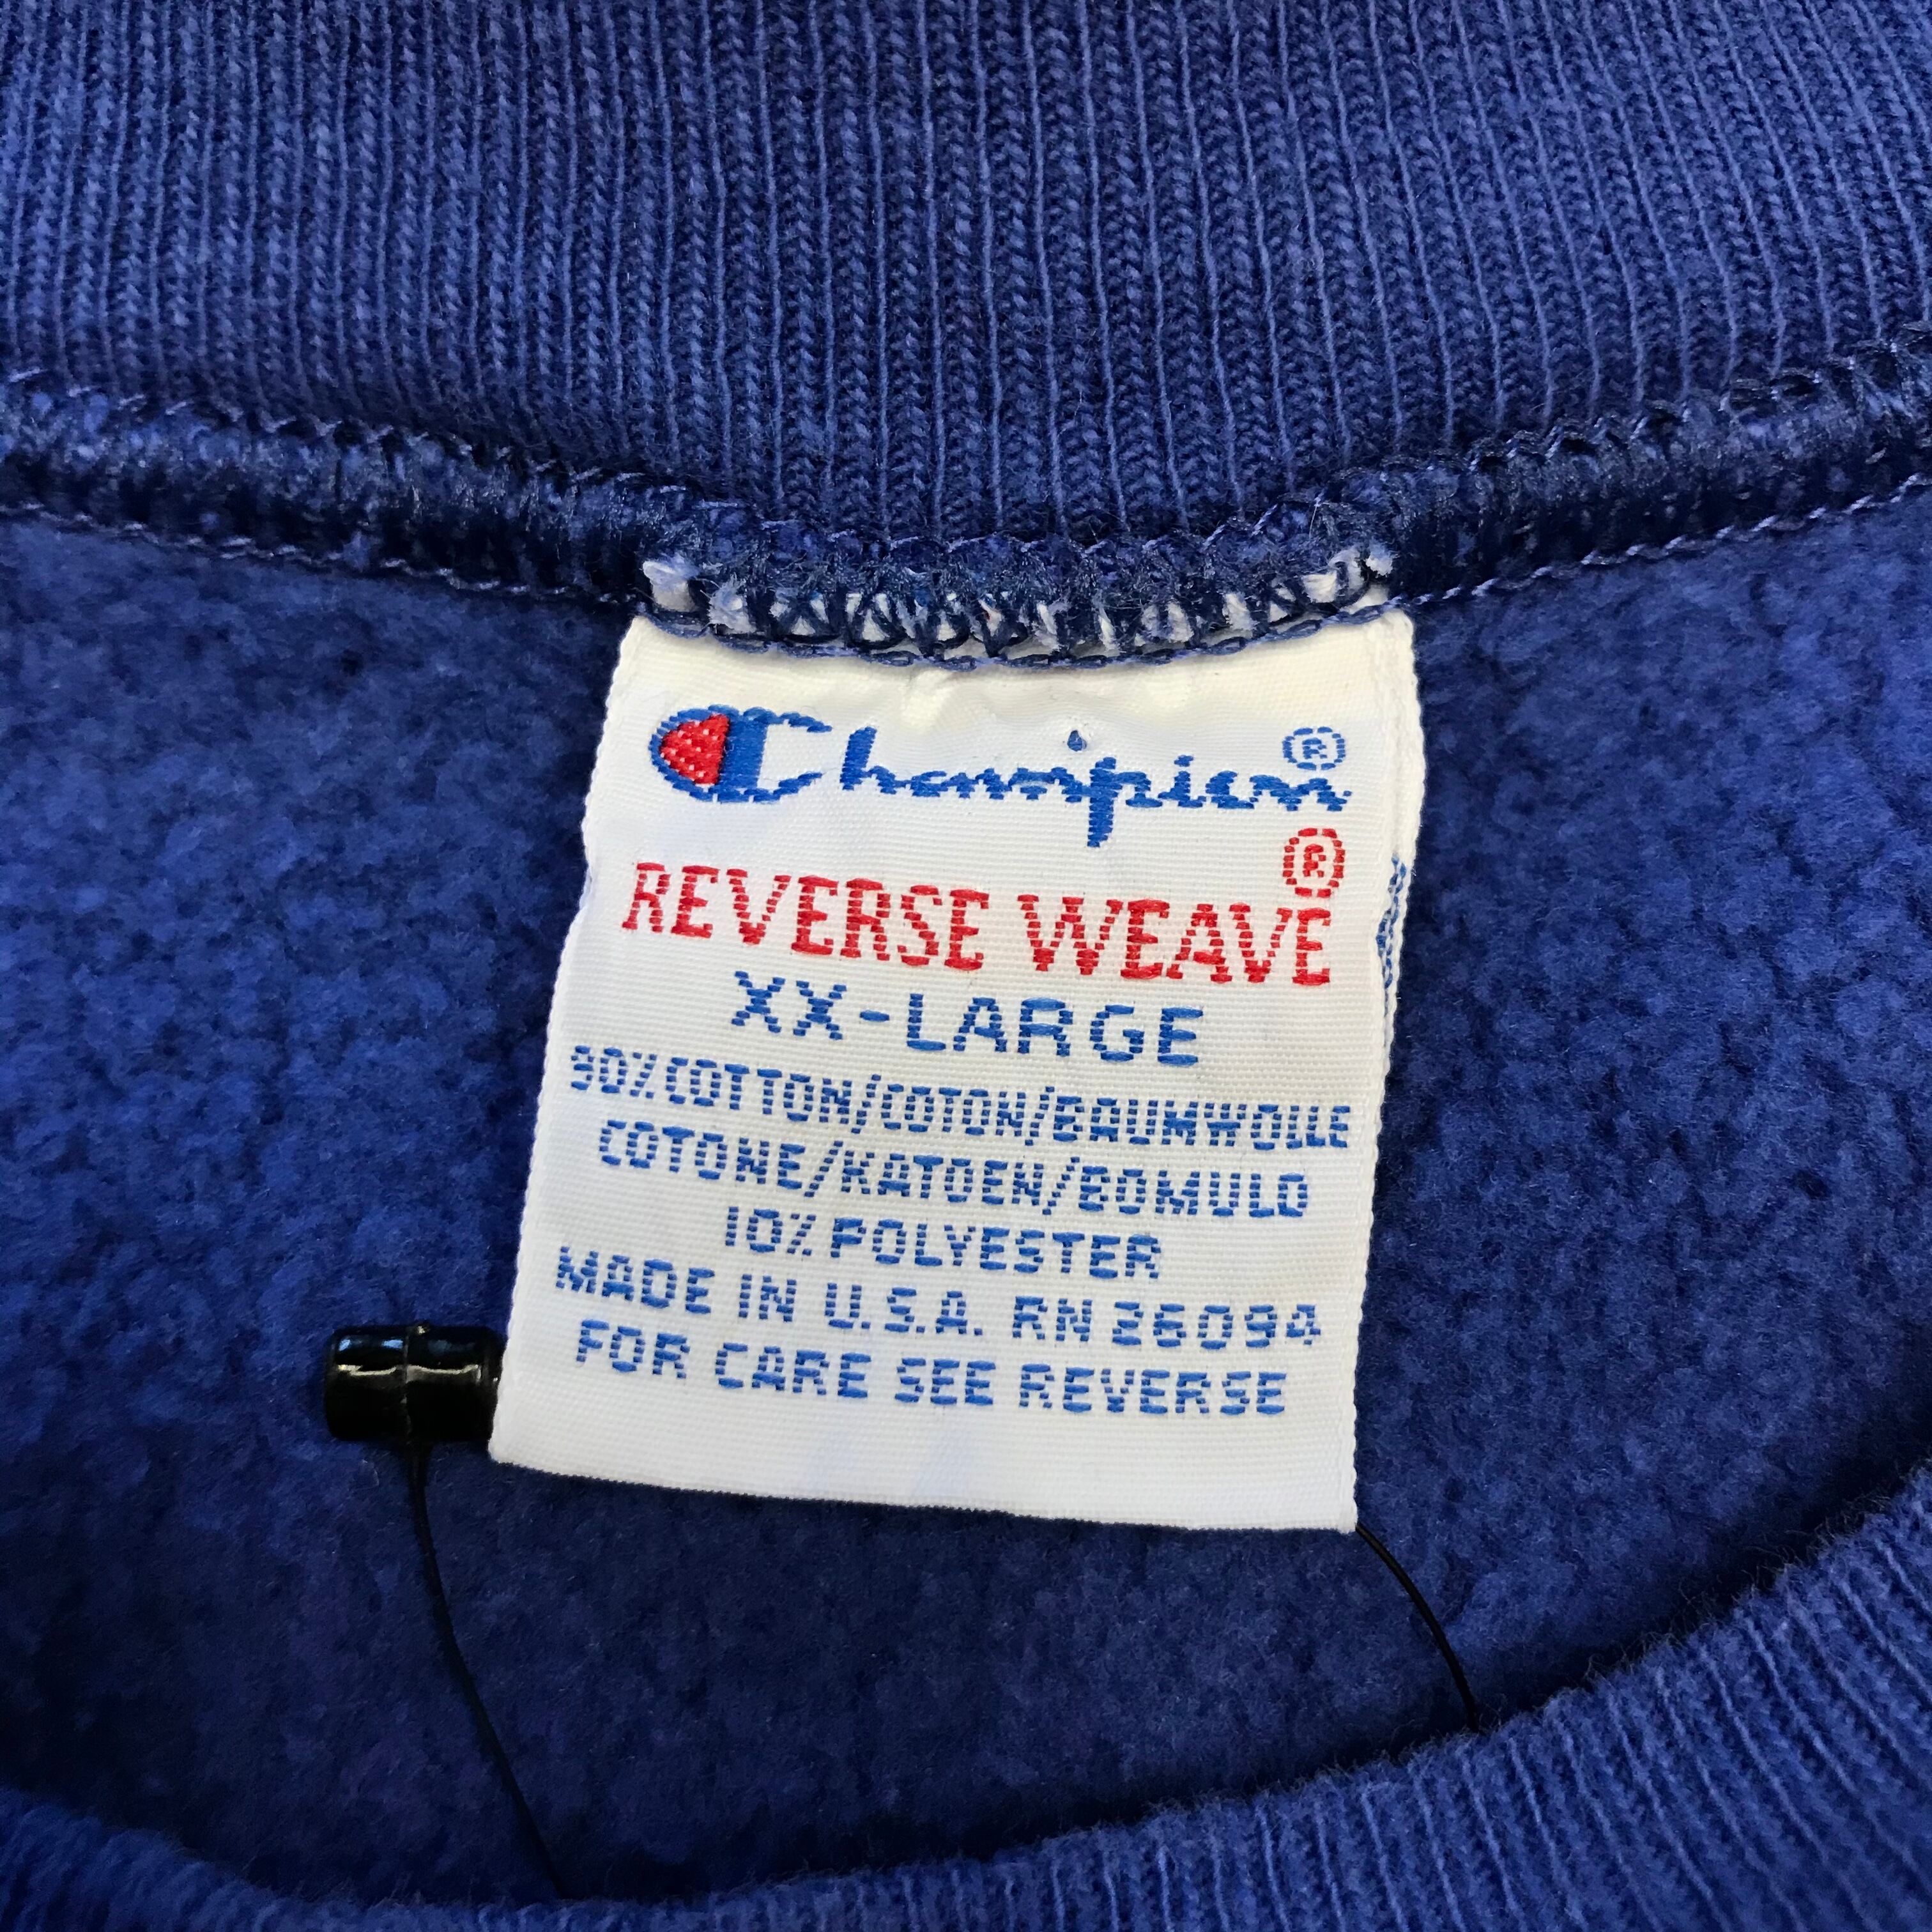 Champion®
REVERSE WEAVE®
XX-LARGE
90% COTTON/COTON/BAUMWOLLE
COTONE/KATOEN/BOMULD
10% POLYESTER
MADE IN U.S.A. RN 26094
FOR CARE SEE REVERSE